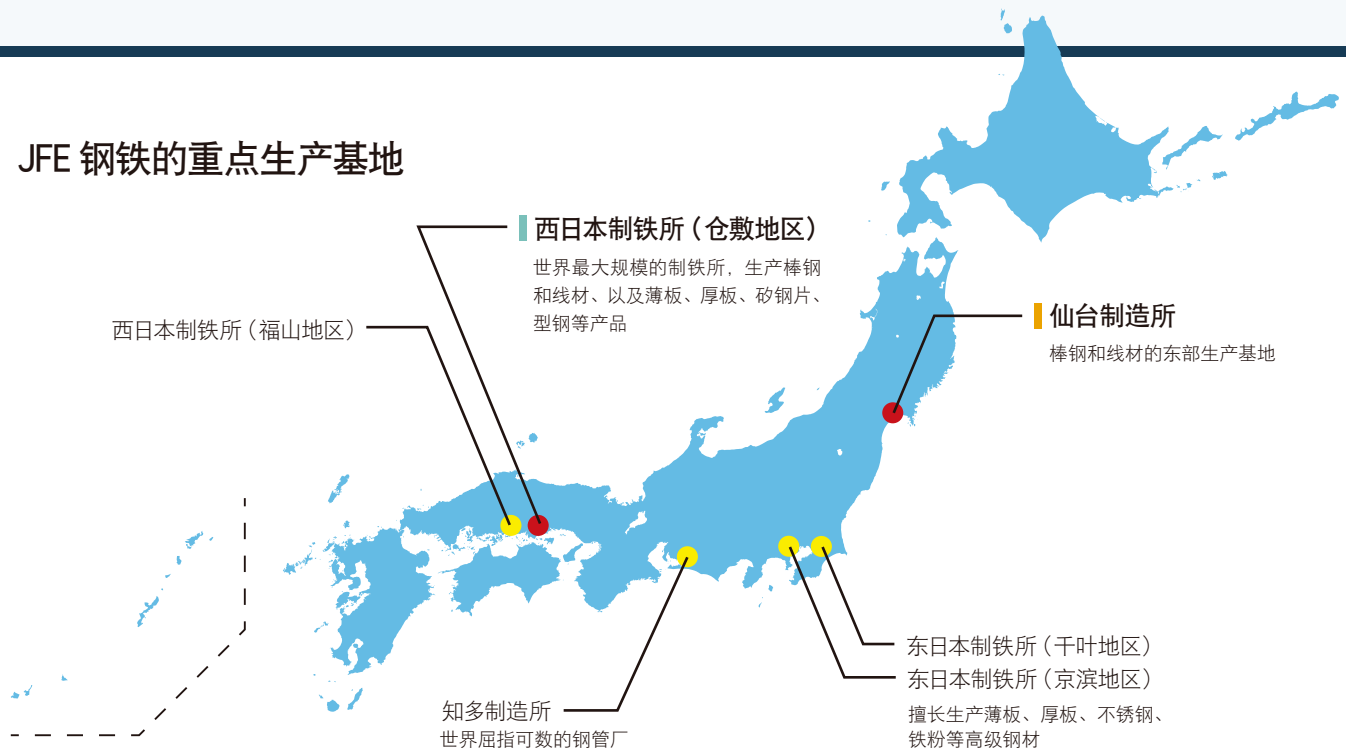 JFE 钢铁的重点生产基地
西日本制铁所（仓敷地区）
世界最大规模的制铁所，生产棒钢
和线材、以及薄板、厚板、矽钢片、
型钢等产品
西日本制铁所（福山地区）
仙台制造所
棒钢和线材的东部生产基地
东日本制铁所（千叶地区）
东日本制铁所（京滨地区）
擅长生产薄板、厚板、不锈钢、
铁粉等高级钢材
知多制造所
世界屈指可数的钢管厂